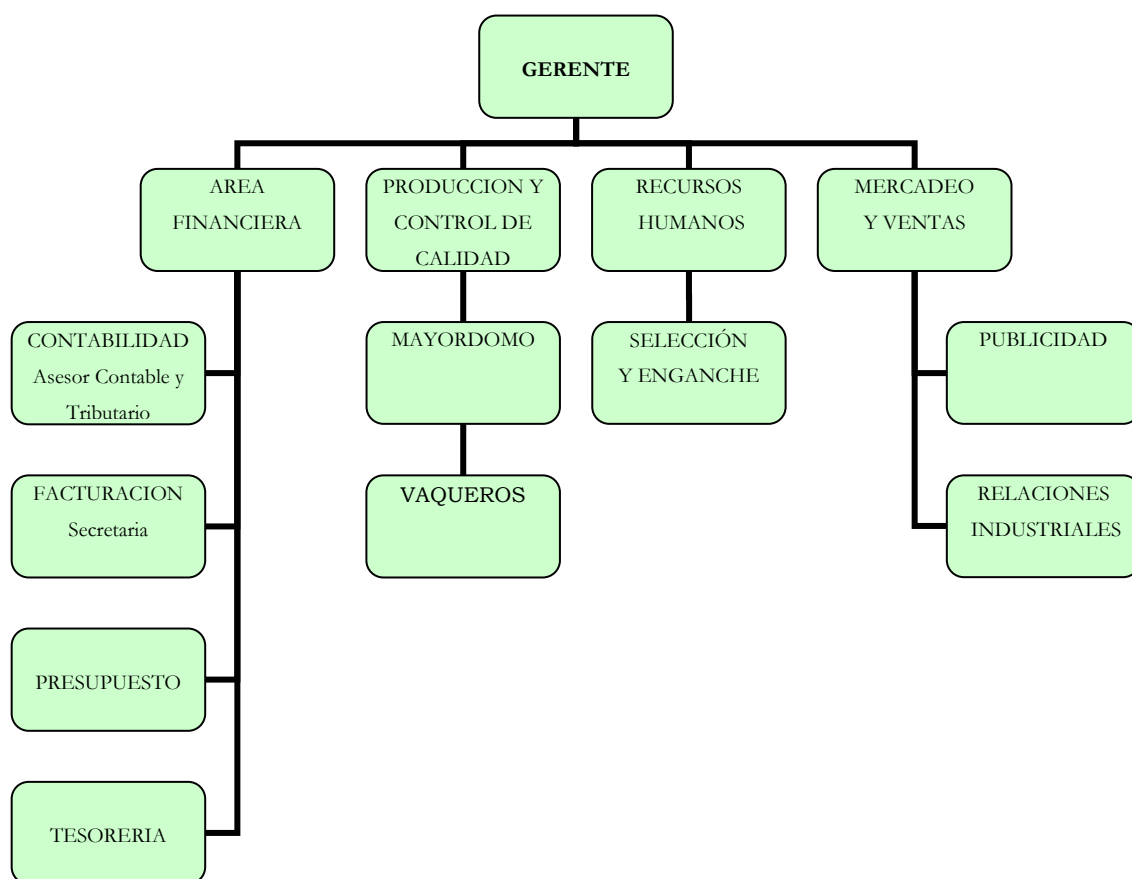 GERENTE
AREA
FINANCIERA
PRODUCCION Y
CONTROL DE
CALIDAD
RECURSOS
HUMANOS
MERCADEO
Y VENTAS
CONTABILIDAD
Asesor Contable y
Tributario
MAYORDOMO
SELECCIÓN
Y ENGANCHE
PUBLICIDAD
FACTURACION
Secretaria
VAQUEROS
RELACIONES
INDUSTRIALES
PRESUPUESTO
TESORERIA